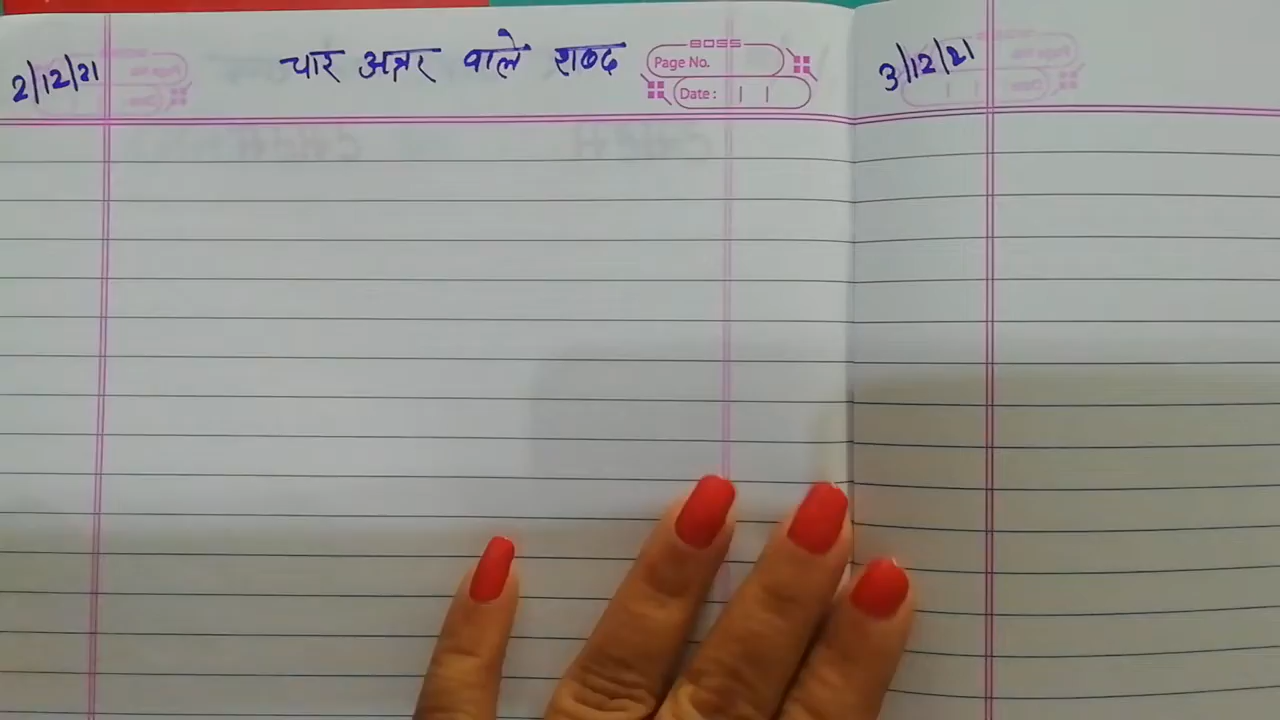 2/12/21
चार अक्षर वाले शब्द
BOSS
Page No.
Date :
3/12/21